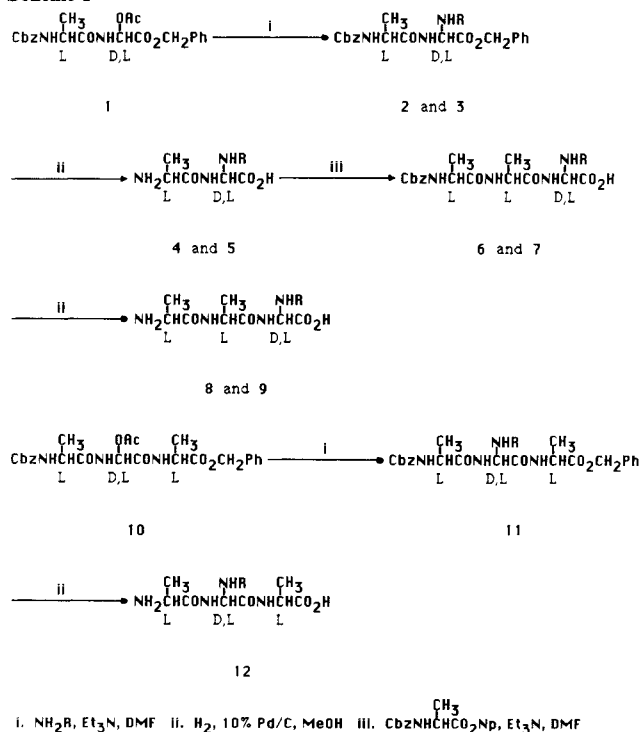 CH3 OAc CH3 NHR
CbzNHCHCONHCHCO2CH2Ph i CbzNHCHCONHCHCO2CH2Ph
L D,L L D,L
1 2 and 3
CH3 NHR CH3 CH3 NHR
ii NH2CHCONHCHCO2H iii CbzNHCHCONHCHCONHCHCO2H
L D,L L L D,L
4 and 5 6 and 7
CH3 CH3 NHR
ii NH2CHCONHCHCONHCHCO2H
L L D,L
8 and 9
CH3 OAc CH3 CH3 NHR CH3
CbzNHCHCONHCHCONHCHCO2CH2Ph i CbzNHCHCONHCHCONHCHCO2CH2Ph
L D,L L L D,L L
10 11
CH3 NHR CH3
ii NH2CHCONHCHCONHCHCO2H
L D,L L
12
CH3
i. NH2R, Et3N, DMF ii. H2, 10% Pd/C, MeOH iii. CbzNHCHCO2Np, Et3N, DMF